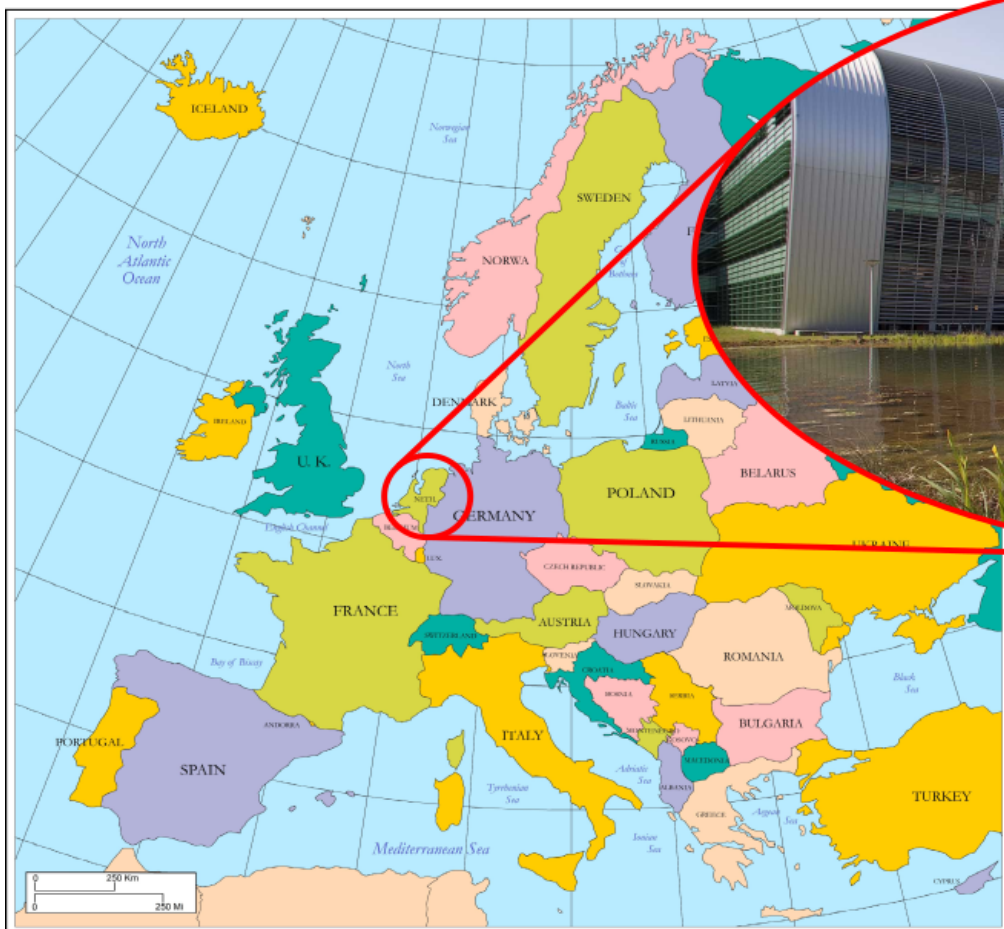 ICELAND
Norwegian
Sea
SWEDEN
North
Atlantic
Ocean
NORWA
Bothnia
North
Sea
LATVIA
DENMARK
Baltic
Sea
LITHUANIA
IRELAND
RUSSIA
U. K.
BELARUS
POLAND
NETH.
GERMANY
English Channel
BELGIUM
UKRAINE
LUX.
CZECH REPUBLIC
SLOVAKIA
FRANCE
MOLDOVA
AUSTRIA
SWITZERLAND
HUNGARY
SLOVENIA
ROMANIA
Bay of Biscay
CROATIA
Black
Sea
BOSNIA
SERBIA
ANDORRA
BULGARIA
MONTENEGRO
ITALY
KOSOVO
PORTUGAL
MACEDONIA
SPAIN
Adriatic
Sea
ALBANIA
Tyrrhenian
Sea
TURKEY
GREECE
Aegean
Sea
Ionian
Sea
Mediterranean Sea
CYPRUS
0 250 Km
0 250 Mi